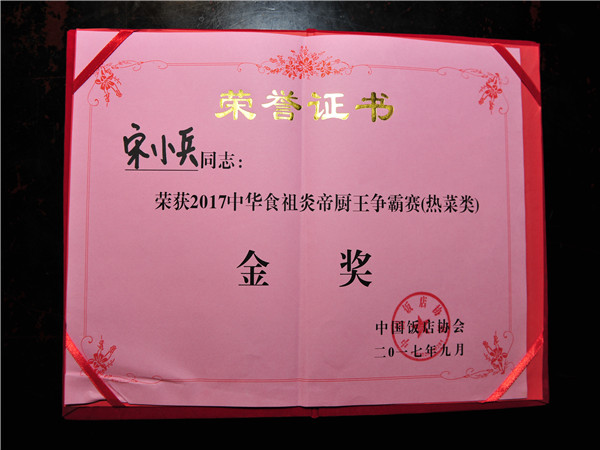 荣誉证书
宋小兵同志：
荣获2017中华食祖炎帝厨王争霸赛(热菜类)
金奖
中国饭店协会
二〇一七年九月